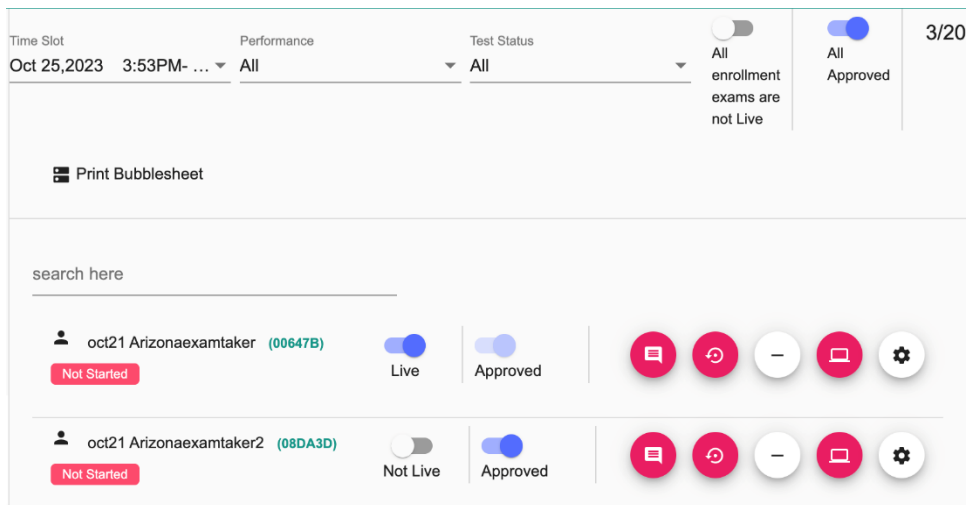 Time Slot
Oct 25,2023 3:53PM- ...
Performance
All
Test Status
All
All
enrollment
exams are
not Live
All
Approved
3/20
Print Bubblesheet
search here
oct21 Arizonaexamtaker (00647B)
Not Started
Live
Approved
oct21 Arizonaexamtaker2 (08DA3D)
Not Started
Not Live
Approved